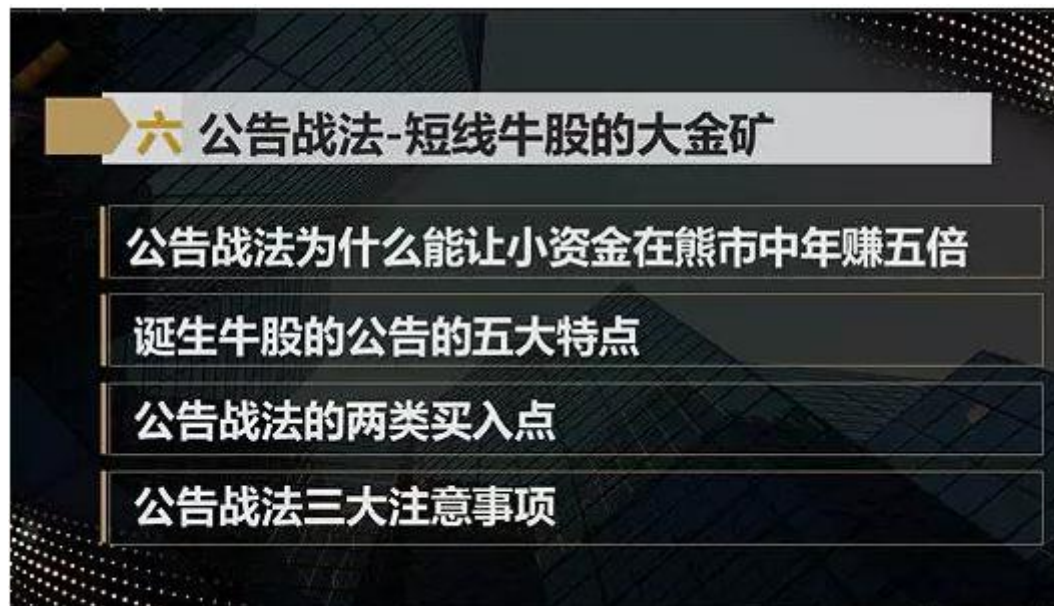 六 公告战法-短线牛股的大金矿
公告战法为什么能让小资金在熊市中年赚五倍
诞生牛股的公告的五大特点
公告战法的两类买入点
公告战法三大注意事项